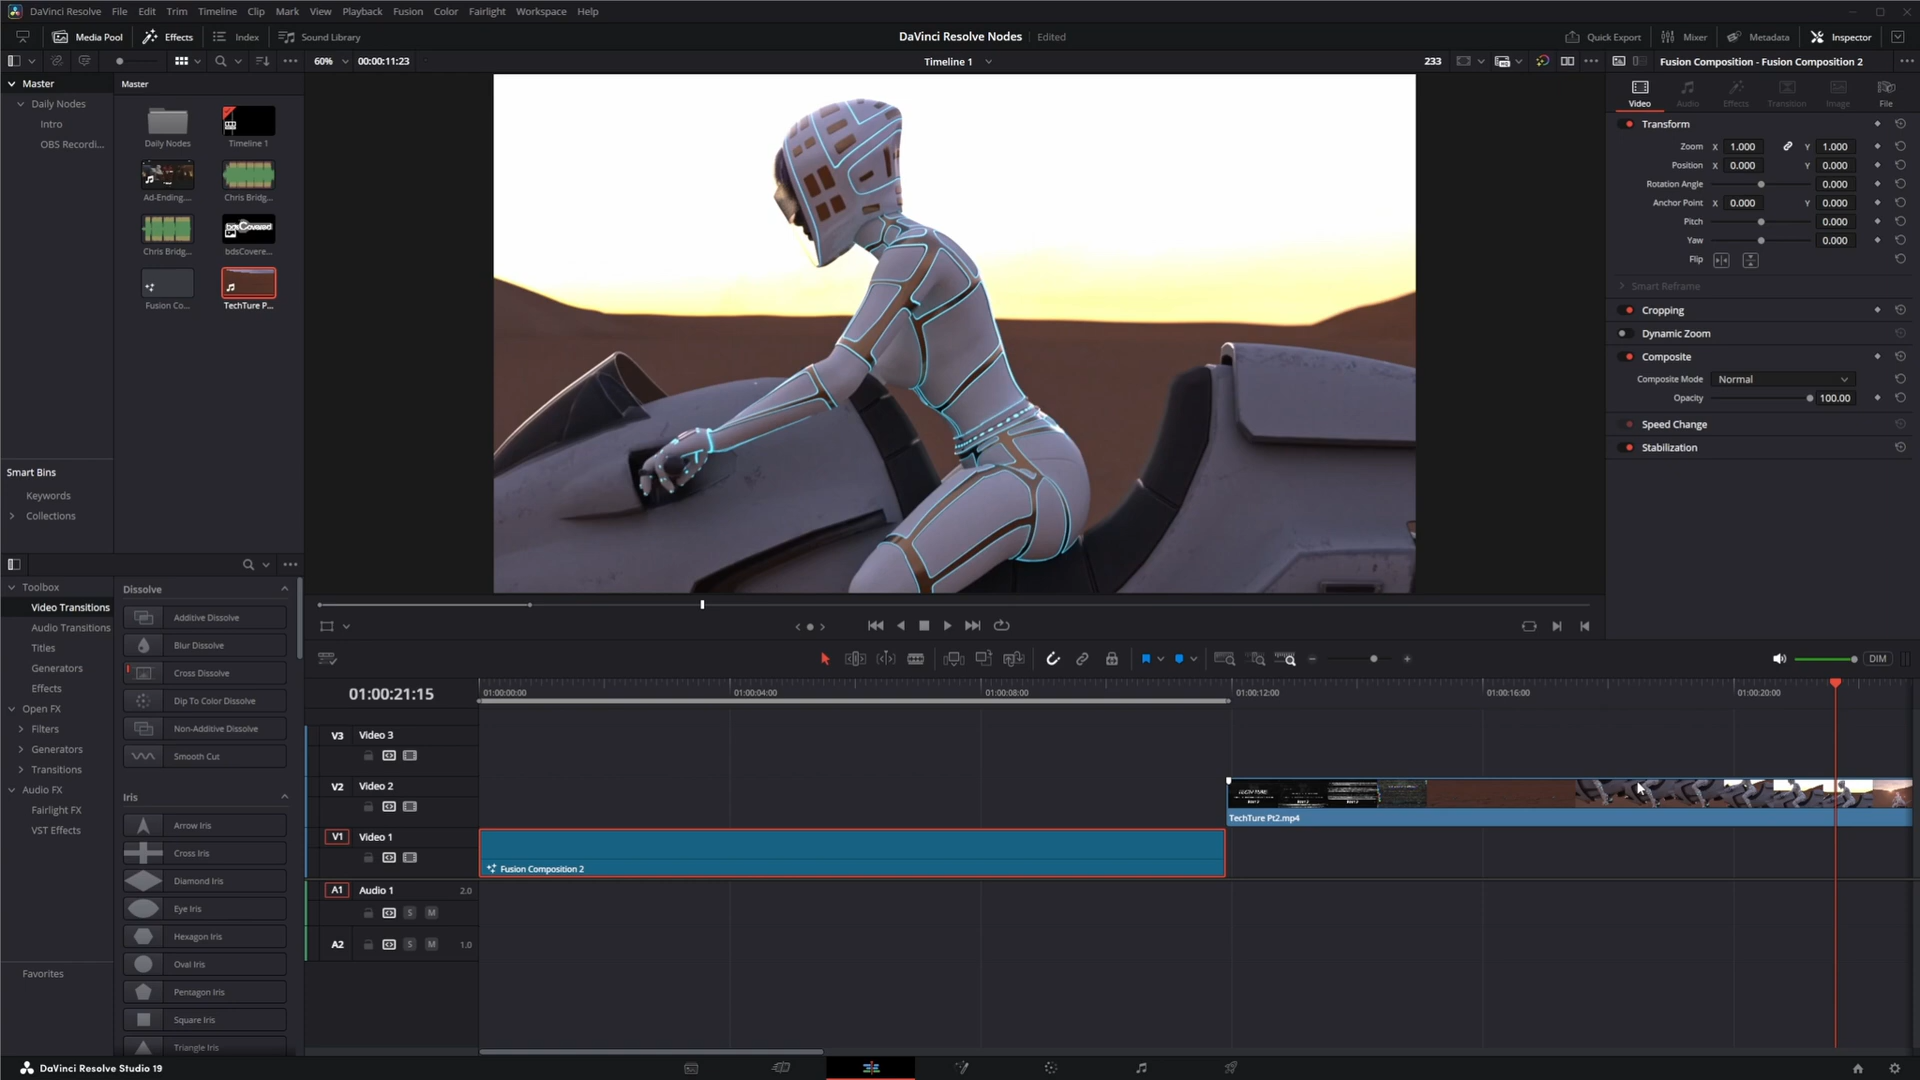 DaVinci Resolve File Edit Trim Timeline Clip Mark View Playback Fusion Color Fairlight Workspace Help
Media Pool Effects Index Sound Library DaVinci Resolve Nodes Edited Quick Export Mixer Metadata Inspector
60% 00:00:11:23 Timeline 1 233 Fusion Composition - Fusion Composition 2
Master
Daily Nodes
Intro
OBS Recordi...
Master
Daily Nodes Timeline 1
Ad-Ending.... Chris Bridg...
Chris Bridg... bdsCovere...
Fusion Co... TechTure P...
Smart Bins
Keywords
Collections
Video Audio Effects Transition Image File
Transform
Zoom X 1.000 Y 1.000
Position X 0.000 Y 0.000
Rotation Angle 0.000
Anchor Point X 0.000 Y 0.000
Pitch 0.000
Yaw 0.000
Flip
Smart Reframe
Cropping
Dynamic Zoom
Composite
Composite Mode Normal
Opacity 100.00
Speed Change
Stabilization
Toolbox
Video Transitions
Audio Transitions
Titles
Generators
Effects
Open FX
Filters
Generators
Transitions
Audio FX
Fairlight FX
VST Effects
Favorites
Dissolve
Additive Dissolve
Blur Dissolve
Cross Dissolve
Dip To Color Dissolve
Non-Additive Dissolve
Smooth Cut
Iris
Arrow Iris
Cross Iris
Diamond Iris
Eye Iris
Hexagon Iris
Oval Iris
Pentagon Iris
Square Iris
Triangle Iris
DIM
01:00:21:15 01:00:00:00 01:00:04:00 01:00:08:00 01:00:12:00 01:00:16:00 01:00:20:00
V3 Video 3
V2 Video 2
TechTure Pt2.mp4
V1 Video 1
Fusion Composition 2
A1 Audio 1 2.0
S M
A2 S M 1.0
DaVinci Resolve Studio 19